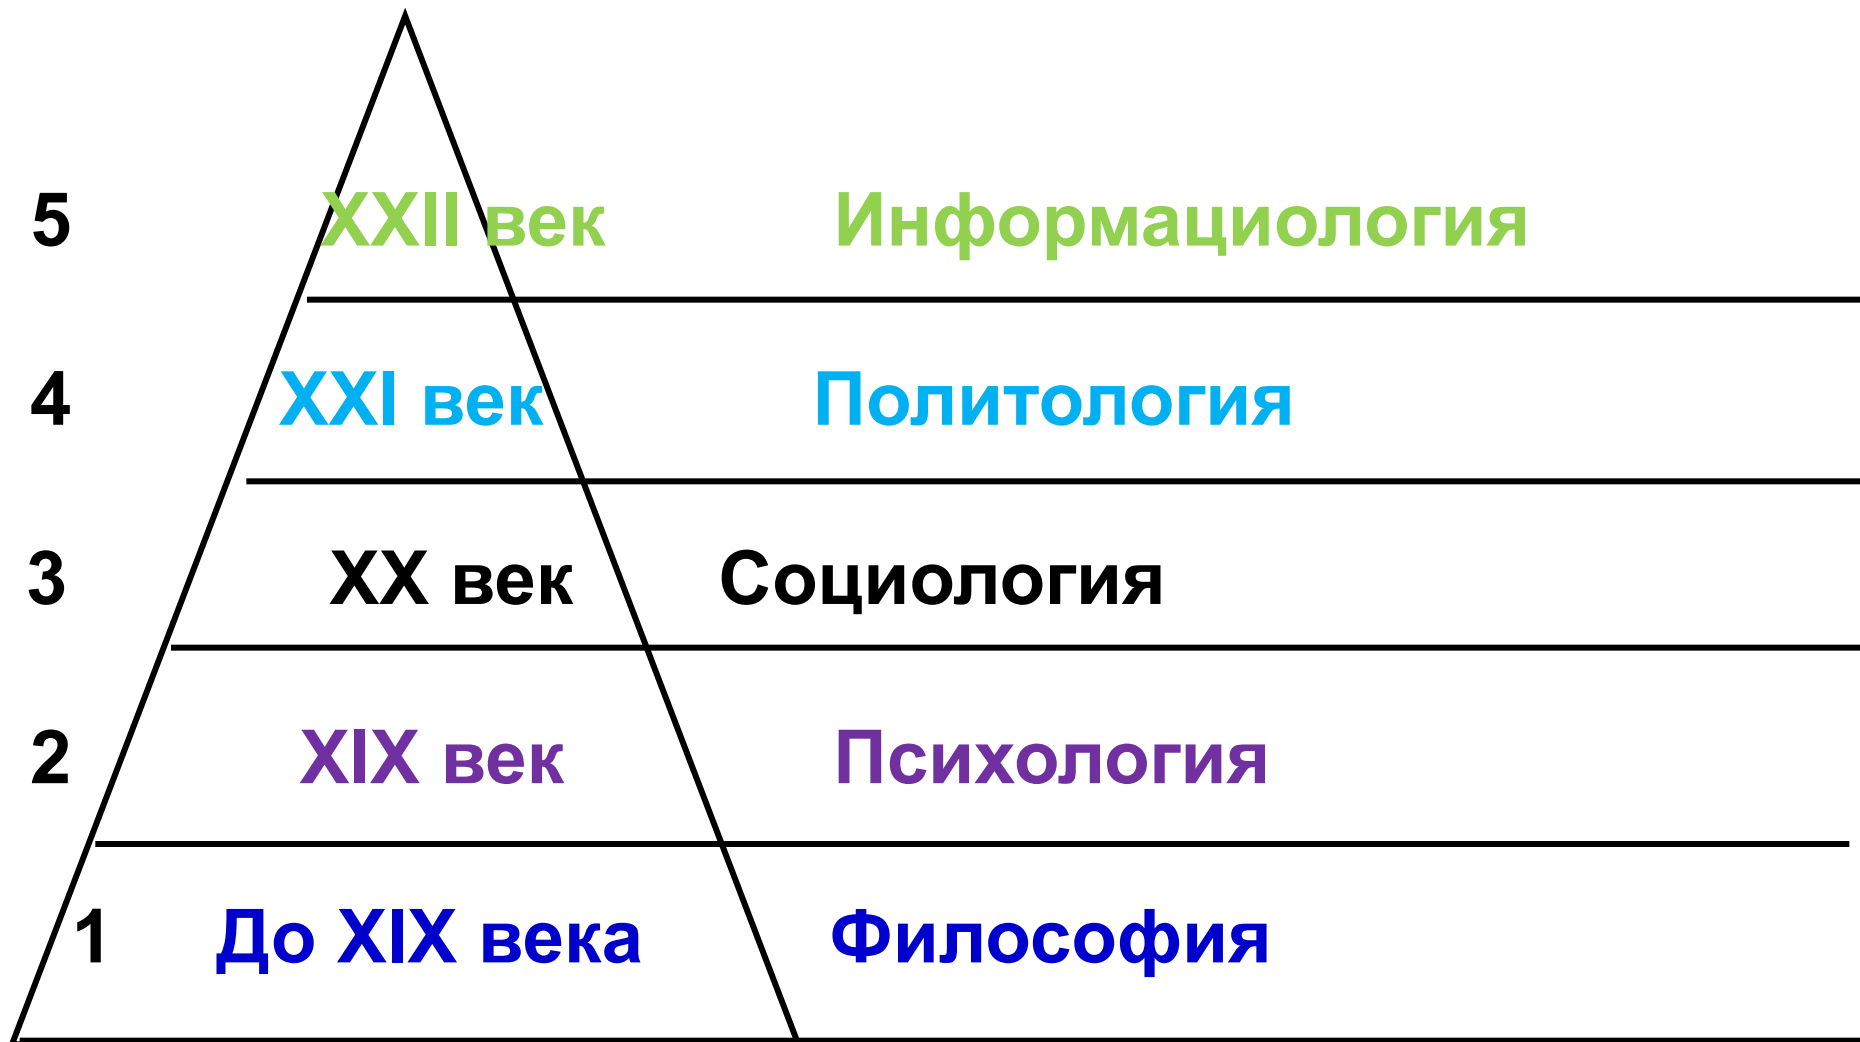 5 XXII век Информациология
4 XXI век Политология
3 XX век Социология
2 XIX век Психология
1 До XIX века Философия